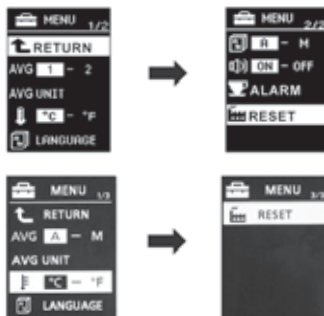 MENU 1/2
RETURN
AVG 1 - 2
AVG UNIT
°C - °F
LANGUAGE
MENU 2/2
A - M
ON - OFF
ALARM
RESET
MENU 1/3
RETURN
AVG A - M
AVG UNIT
°C - °F
LANGUAGE
MENU 3/3
RESET